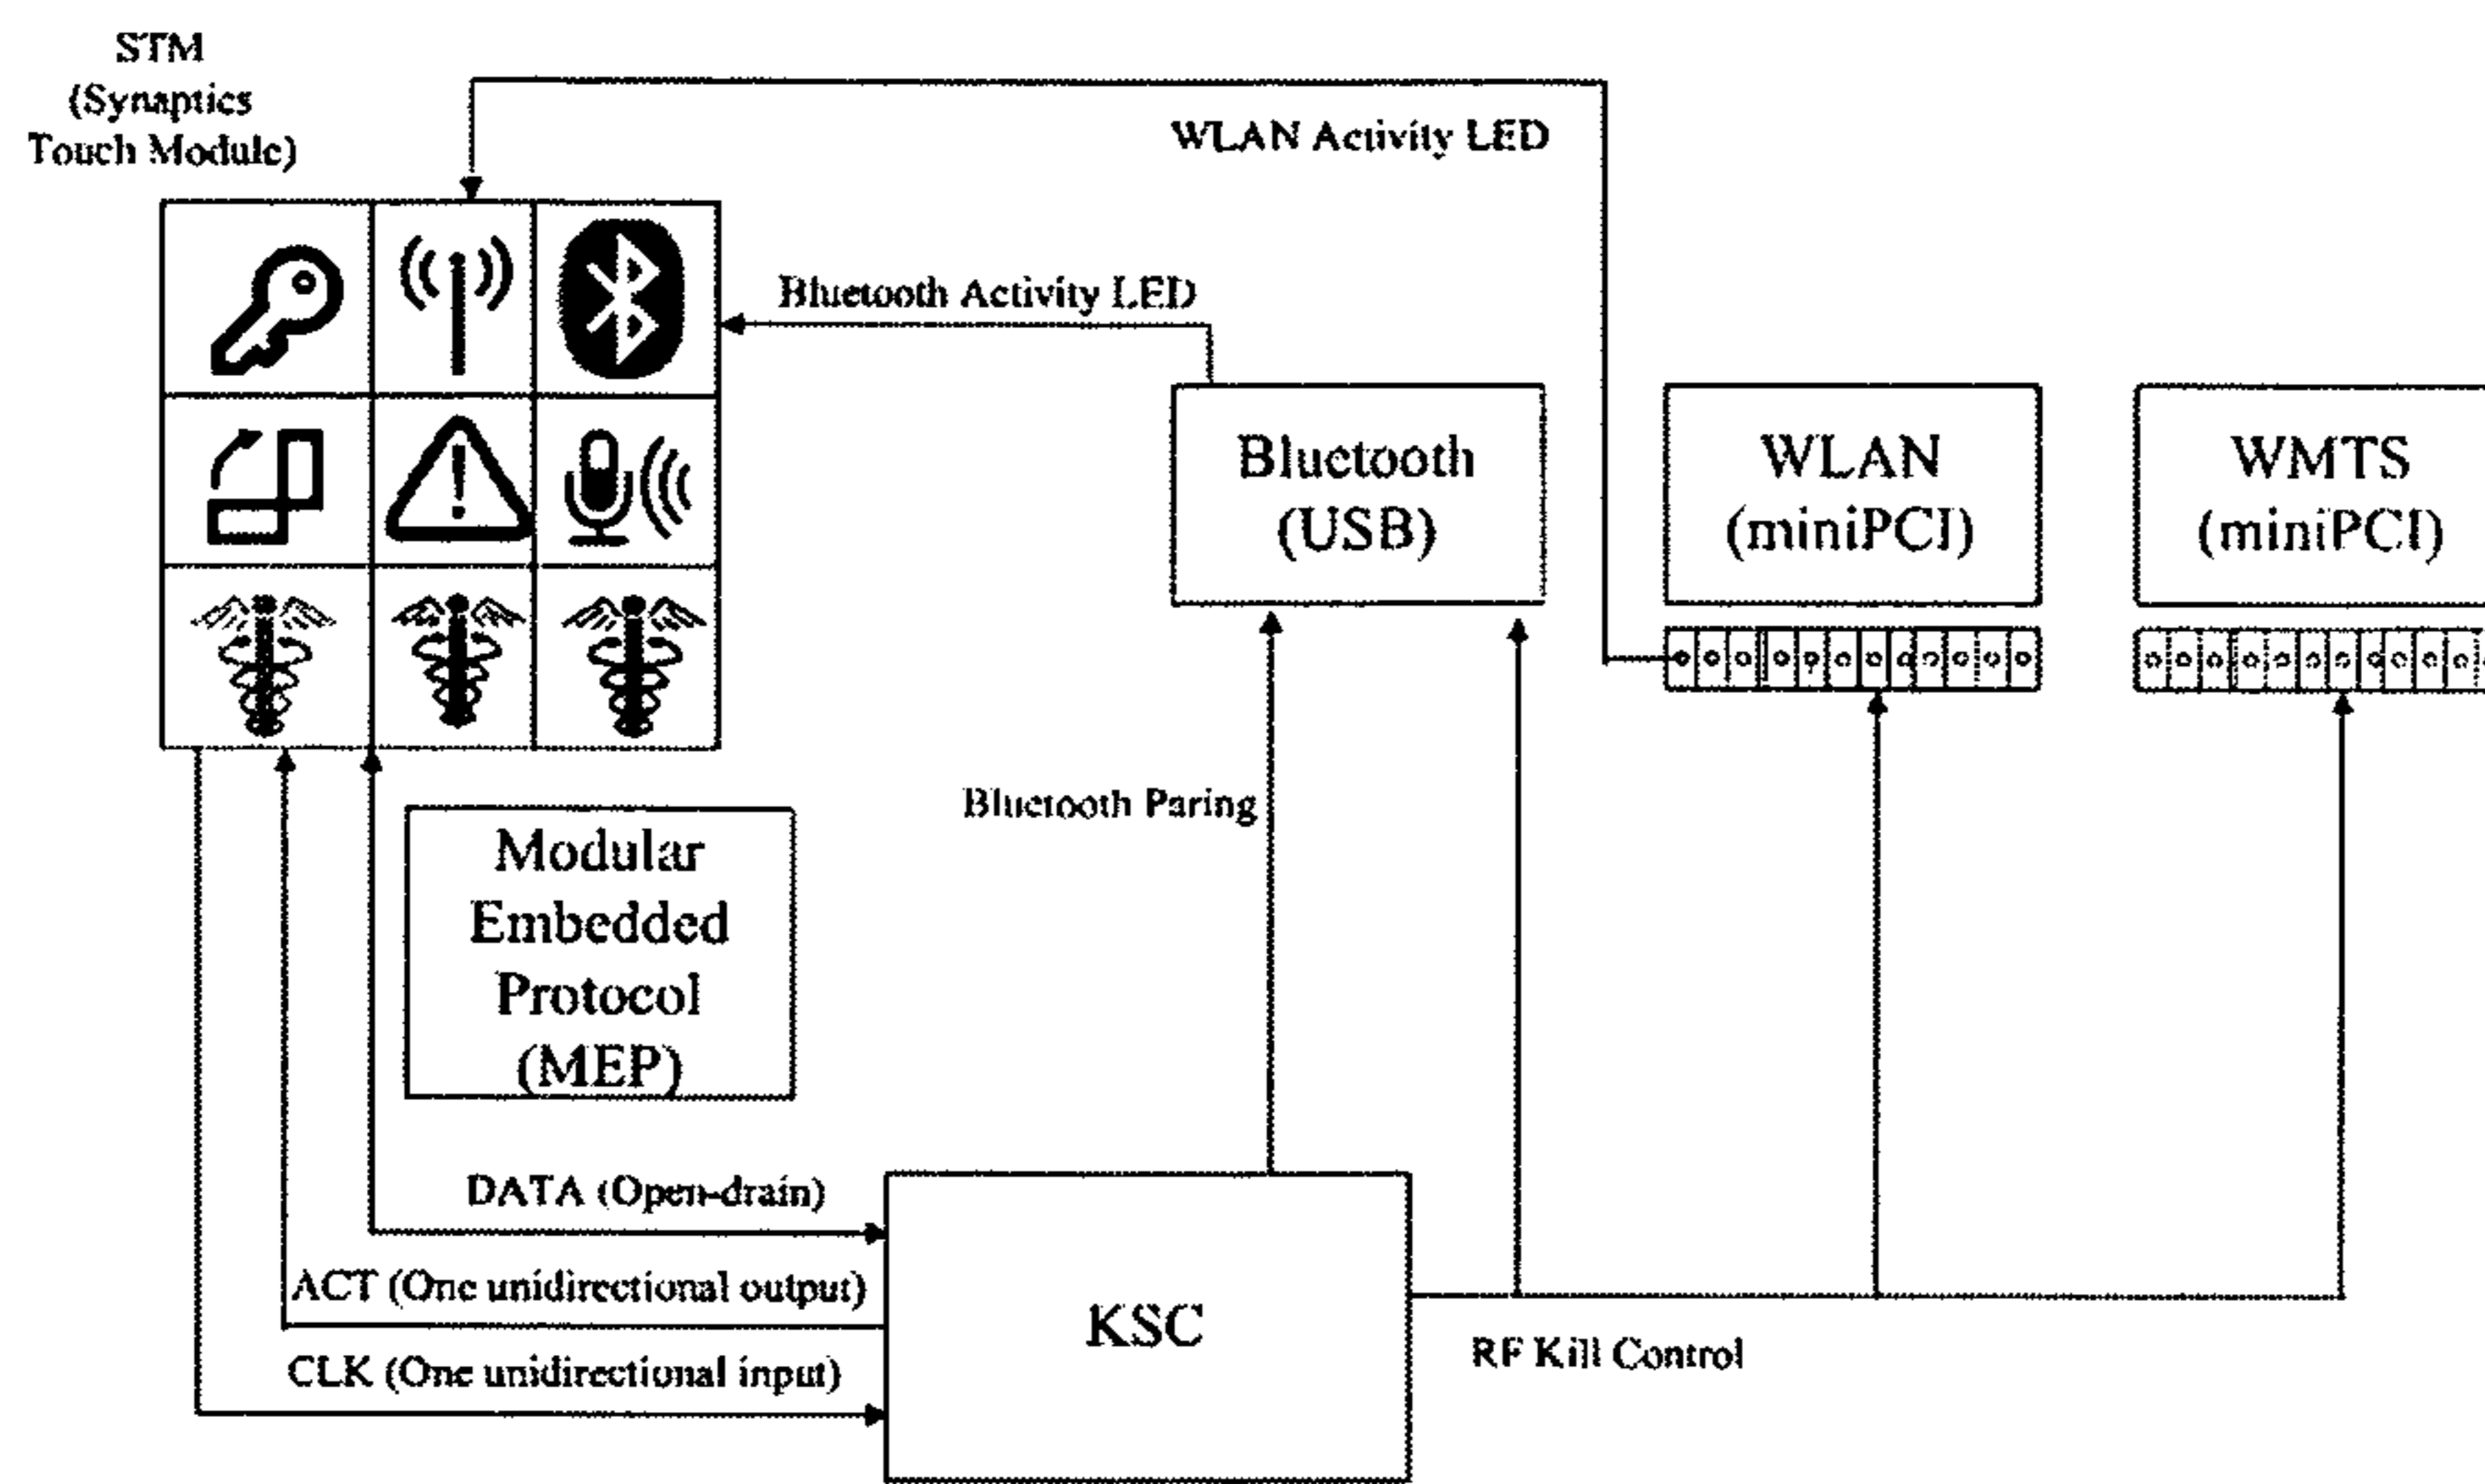 STM
(Synaptics
Touch Module)
WLAN Activity LED
Bluetooth Activity LED
Bluetooth
(USB)
WLAN
(miniPCI)
WMTS
(miniPCI)
Modular
Embedded
Protocol
(MEP)
Bluetooth Paring
DATA (Open-drain)
ACT (One unidirectional output)
CLK (One unidirectional input)
KSC
RF Kill Control